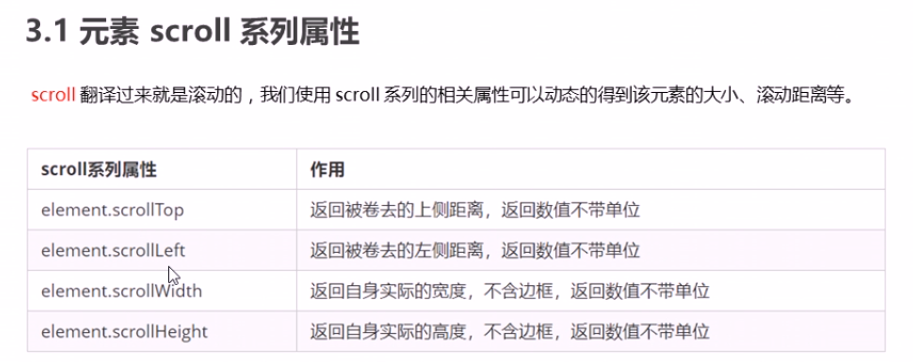 3.1 元素 scroll 系列属性
scroll 翻译过来就是滚动的，我们使用 scroll 系列的相关属性可以动态的得到该元素的大小、滚动距离等。
scroll系列属性 作用
element.scrollTop 返回被卷去的上侧距离，返回数值不带单位
element.scrollLeft 返回被卷去的左侧距离，返回数值不带单位
element.scrollWidth 返回自身实际的宽度，不含边框，返回数值不带单位
element.scrollHeight 返回自身实际的高度，不含边框，返回数值不带单位